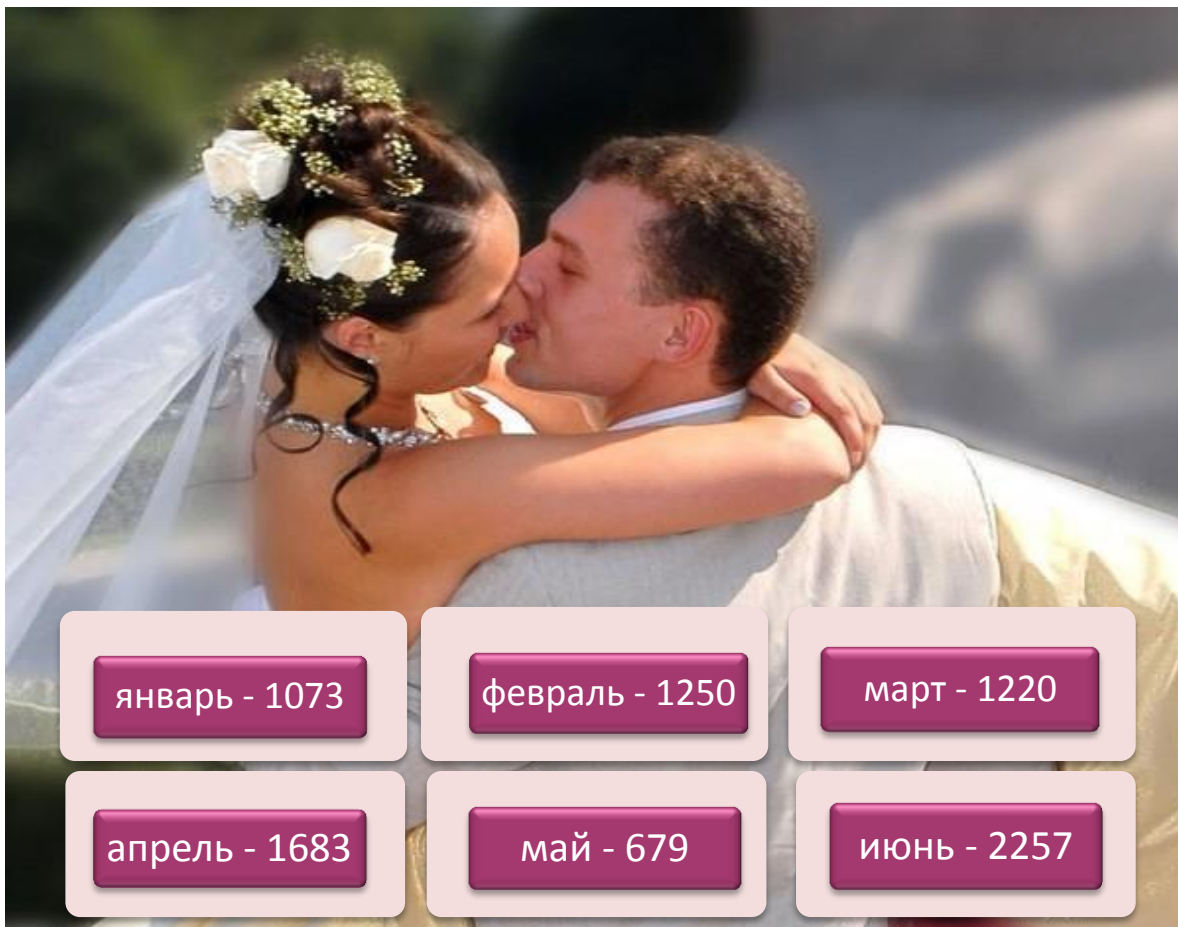 январь - 1073
февраль - 1250
март - 1220
апрель - 1683
май - 679
июнь - 2257